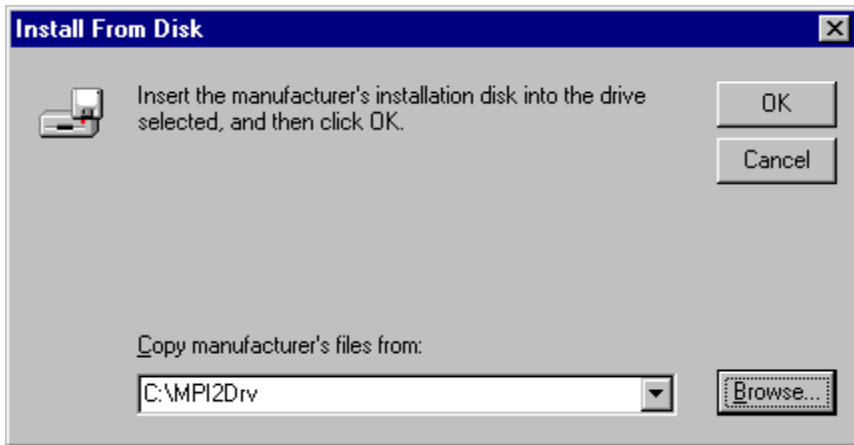 Install From Disk
Insert the manufacturer's installation disk into the drive
selected, and then click OK.
OK
Cancel
Copy manufacturer's files from:
C:\MPI2Drv
Browse...